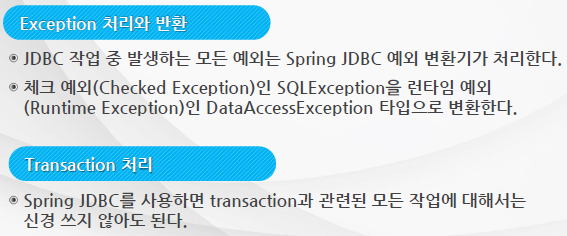 Exception 처리와 반환
◉ JDBC 작업 중 발생하는 모든 예외는 Spring JDBC 예외 변환기가 처리한다.
◉ 체크 예외(Checked Exception)인 SQLException을 런타임 예외
(Runtime Exception)인 DataAccessException 타입으로 변환한다.
Transaction 처리
◉ Spring JDBC를 사용하면 transaction과 관련된 모든 작업에 대해서는
신경 쓰지 않아도 된다.